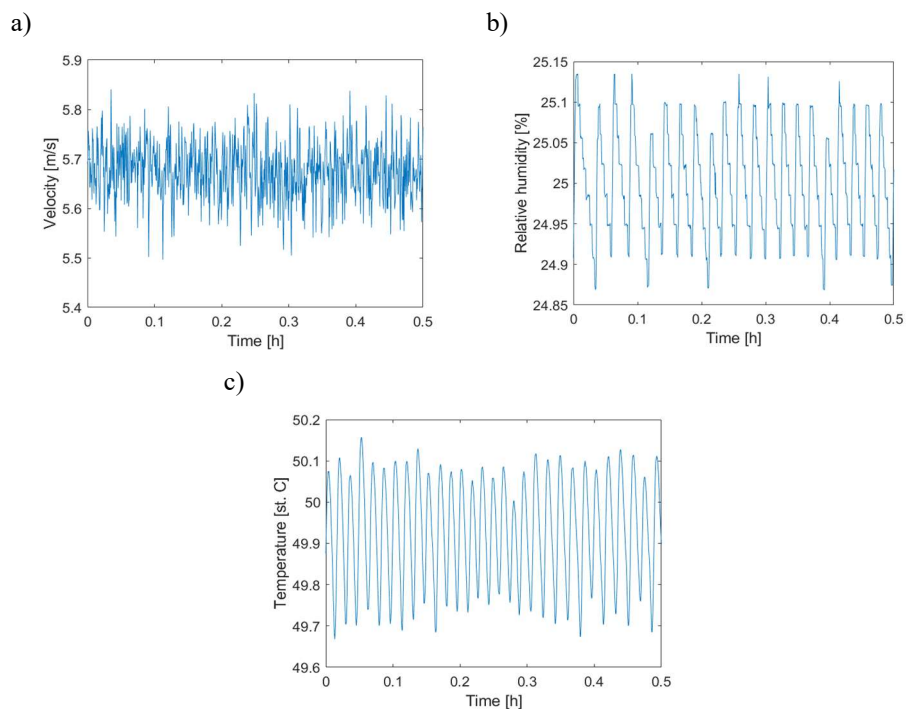 a)
b)
5.9
5.8
5.7
5.6
5.5
5.4
Velocity [m/s]
0 0.1 0.2 0.3 0.4 0.5
Time [h]
25.15
25.1
25.05
25
24.95
24.9
24.85
Relative humidity [%]
0 0.1 0.2 0.3 0.4 0.5
Time [h]
c)
50.2
50.1
50
49.9
49.8
49.7
49.6
Temperature [st. C]
0 0.1 0.2 0.3 0.4 0.5
Time [h]